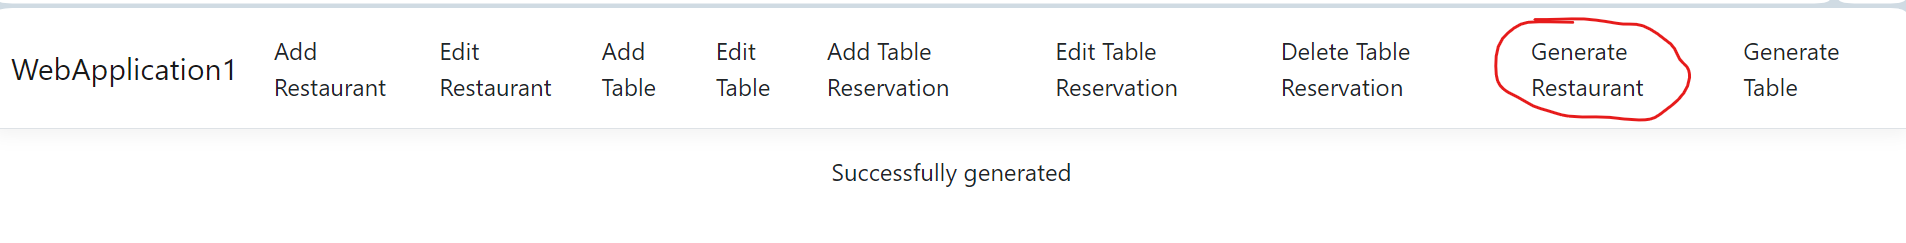 WebApplication1
Add
Restaurant
Edit
Restaurant
Add
Table
Edit
Table
Add Table
Reservation
Edit Table
Reservation
Delete Table
Reservation
Generate
Restaurant
Generate
Table
Successfully generated